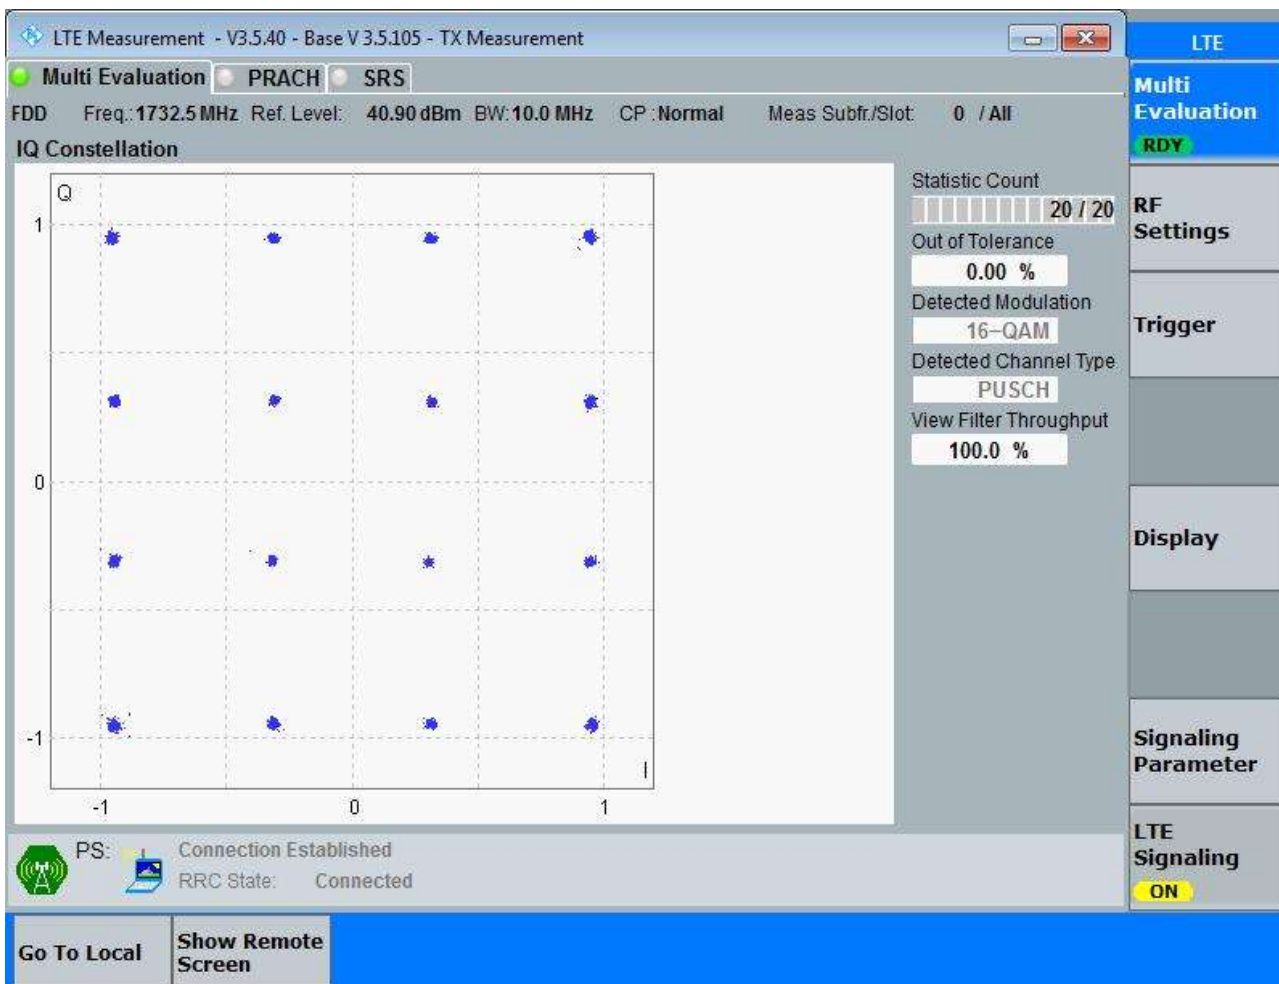 LTE Measurement - V3.5.40 - Base V 3.5.105 - TX Measurement
LTE
Multi Evaluation PRACH SRS
FDD Freq.: 1732.5 MHz Ref. Level: 40.90 dBm BW: 10.0 MHz CP : Normal Meas Subfr./Slot: 0 / All
IQ Constellation
Q
1
0
-1
I
-1 0 1
Statistic Count
20 / 20
Out of Tolerance
0.00 %
Detected Modulation
16-QAM
Detected Channel Type
PUSCH
View Filter Throughput
100.0 %
Multi
Evaluation
RDY
RF
Settings
Trigger
Display
Signaling
Parameter
LTE
Signaling
ON
PS: Connection Established
RRC State: Connected
Go To Local
Show Remote
Screen